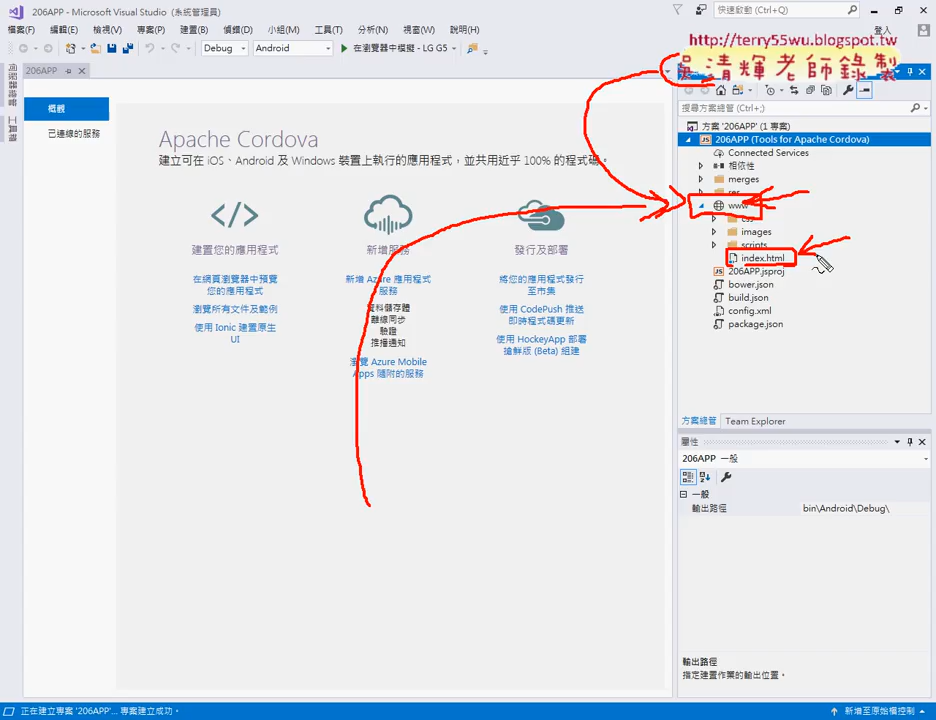 206APP - Microsoft Visual Studio (系統管理員)
快速啟動 (Ctrl+Q)
檔案(F) 編輯(E) 檢視(V) 專案(P) 建置(B) 偵錯(D) 小組(M) 工具(T) 分析(N) 視窗(W) 說明(H)
登入
http://terry55wu.blogspot.tw
吳清輝老師錄製
Debug Android 在瀏覽器中模擬 - LG G5
伺服器總管
工具箱
206APP
概觀
已連線的服務
Apache Cordova
建立可在 iOS、Android 及 Windows 裝置上執行的應用程式，並共用近乎 100% 的程式碼。
建置您的應用程式
在網頁瀏覽器中預覽
您的應用程式
瀏覽所有文件及範例
使用 Ionic 建置原生
UI
新增服務
新增 Azure 應用程式
服務
資料儲存體
離線同步
驗證
推播通知
瀏覽 Azure Mobile
Apps 隨附的服務
發行及部署
將您的應用程式發行
至市集
使用 CodePush 推送
即時程式碼更新
使用 HockeyApp 部署
搶鮮版 (Beta) 組建
搜尋方案總管 (Ctrl+;)
方案 '206APP' (1 專案)
206APP (Tools for Apache Cordova)
Connected Services
相依性
merges
res
www
css
images
scripts
index.html
206APP.jsproj
bower.json
build.json
config.xml
package.json
方案總管 Team Explorer
屬性
206APP 一般
一般
輸出路徑 bin\Android\Debug\
輸出路徑
指定建置作業的輸出位置。
正在建立專案 '206APP'... 專案建立成功。
新增至原始檔控制